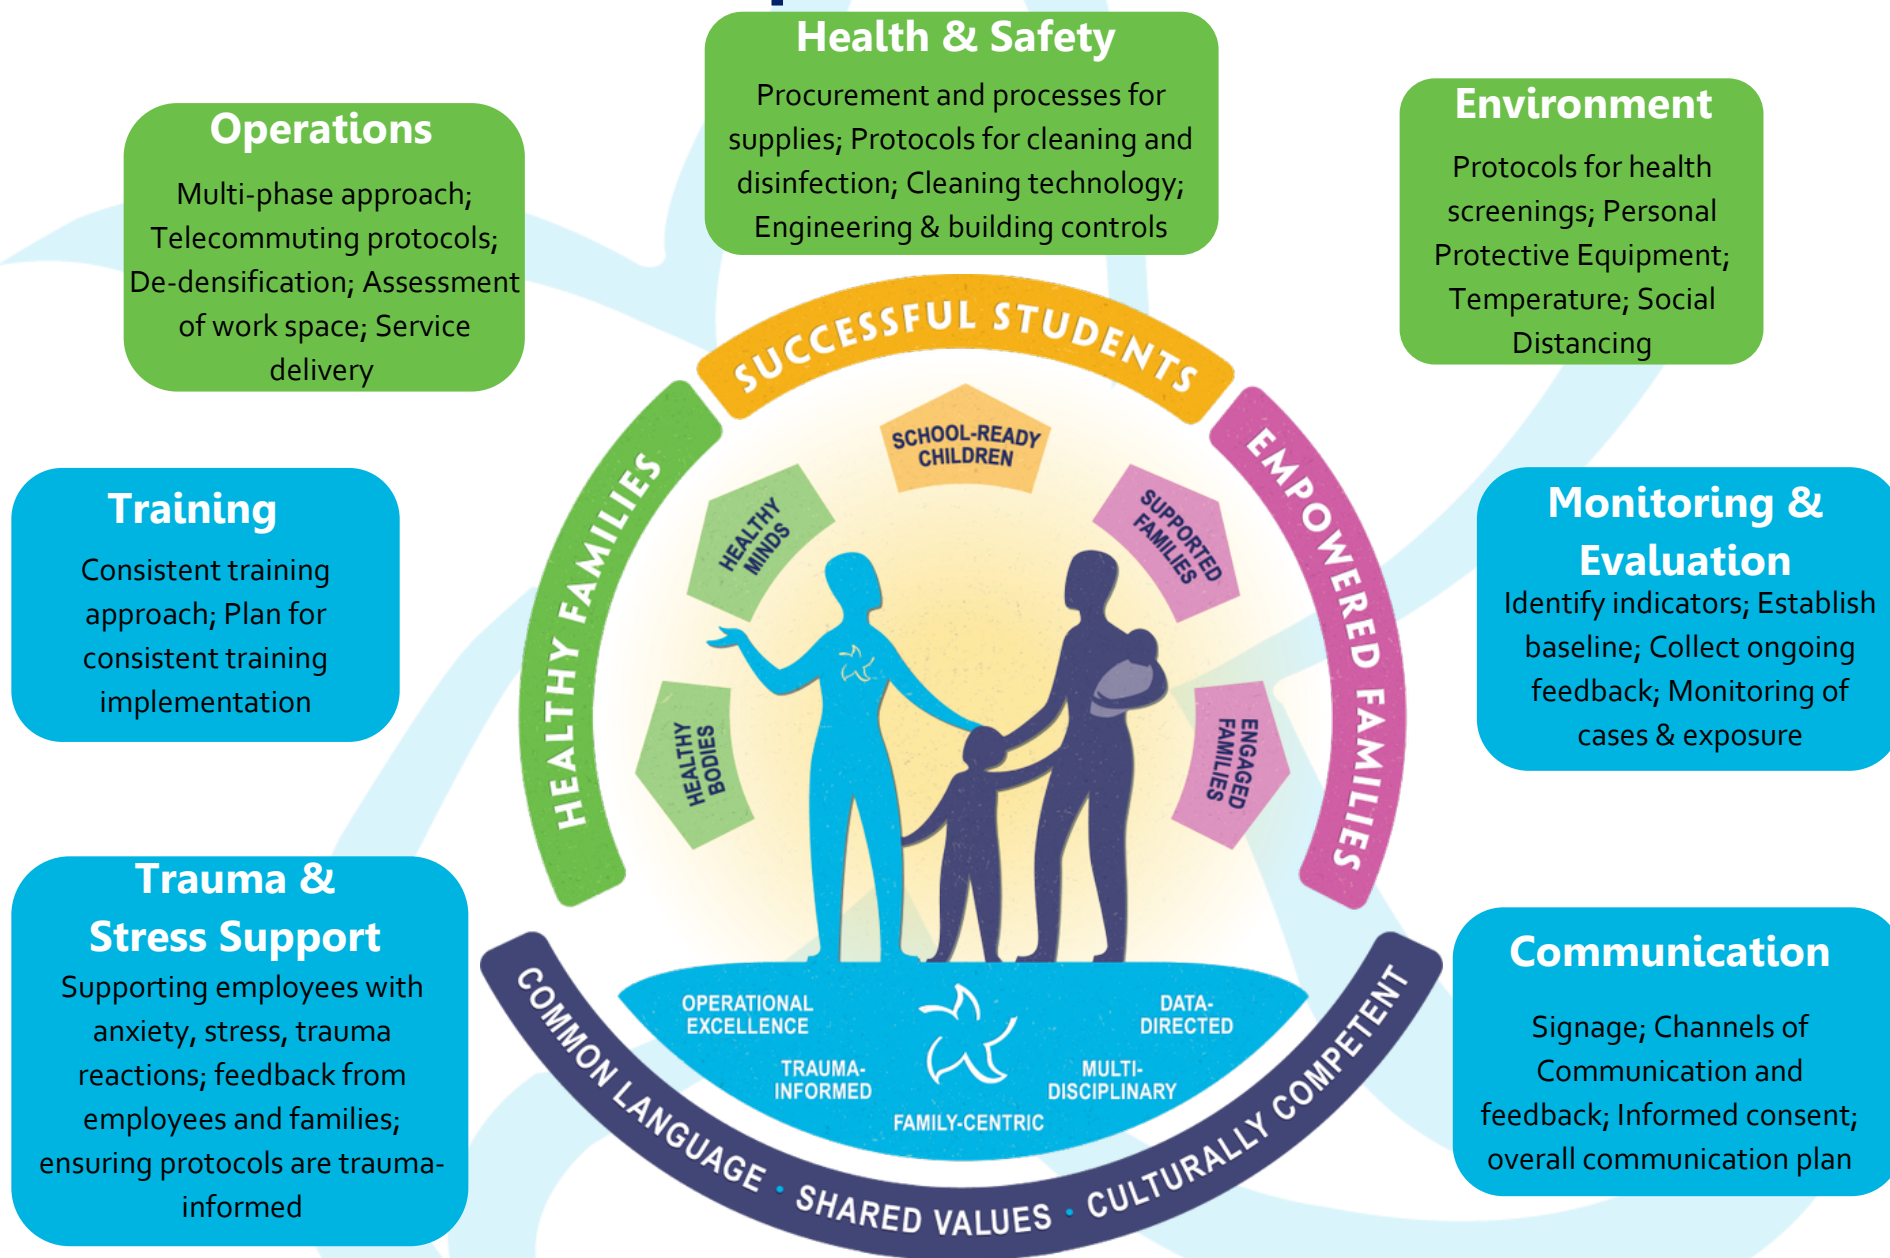 Health & Safety
Procurement and processes for
supplies; Protocols for cleaning and
disinfection; Cleaning technology;
Engineering & building controls
Operations
Multi-phase approach;
Telecommuting protocols;
De-densification; Assessment
of work space; Service
delivery
Environment
Protocols for health
screenings; Personal
Protective Equipment;
Temperature; Social
Distancing
Training
Consistent training
approach; Plan for
consistent training
implementation
Monitoring &
Evaluation
Identify indicators; Establish
baseline; Collect ongoing
feedback; Monitoring of
cases & exposure
Trauma &
Stress Support
Supporting employees with
anxiety, stress, trauma
reactions; feedback from
employees and families;
ensuring protocols are trauma-
informed
Communication
Signage; Channels of
Communication and
feedback; Informed consent;
overall communication plan
HEALTHY FAMILIES
SUCCESSFUL STUDENTS
EMPOWERED FAMILIES
HEALTHY
BODIES
HEALTHY
MINDS
SCHOOL-READY
CHILDREN
SUPPORTED
FAMILIES
ENGAGED
FAMILIES
OPERATIONAL
EXCELLENCE
TRAUMA-
INFORMED
FAMILY-CENTRIC
MULTI-
DISCIPLINARY
DATA-
DIRECTED
COMMON LANGUAGE · SHARED VALUES · CULTURALLY COMPETENT